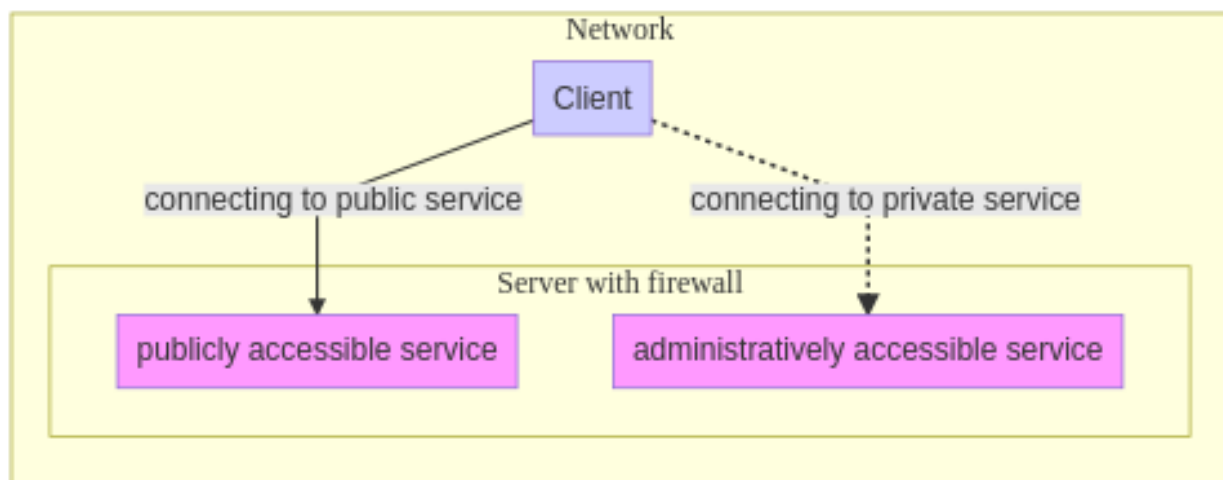 Network
Client
connecting to public service
connecting to private service
Server with firewall
publicly accessible service
administratively accessible service